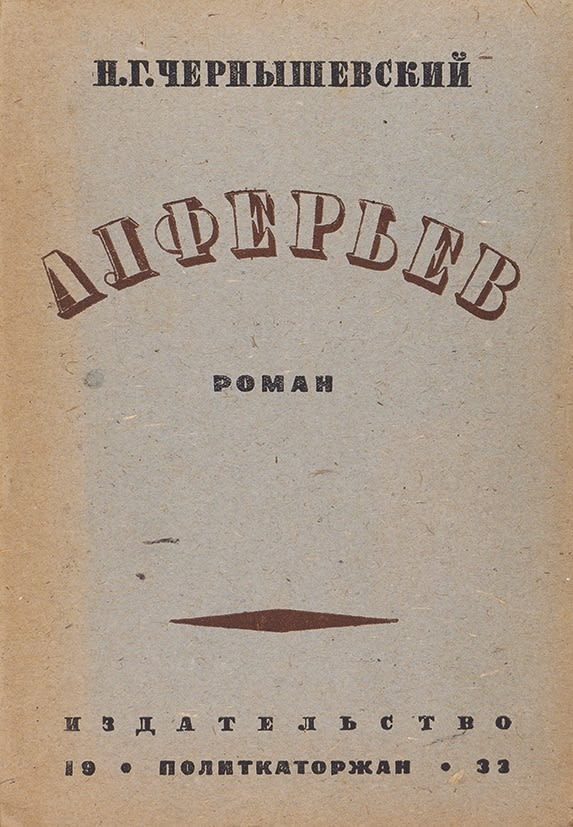 Н.Г.ЧЕРНЫШЕВСКИЙ
АЛФЕРЬЕВ
РОМАН
ИЗДАТЕЛЬСТВО
19 • ПОЛИТКАТОРЖАН • 33